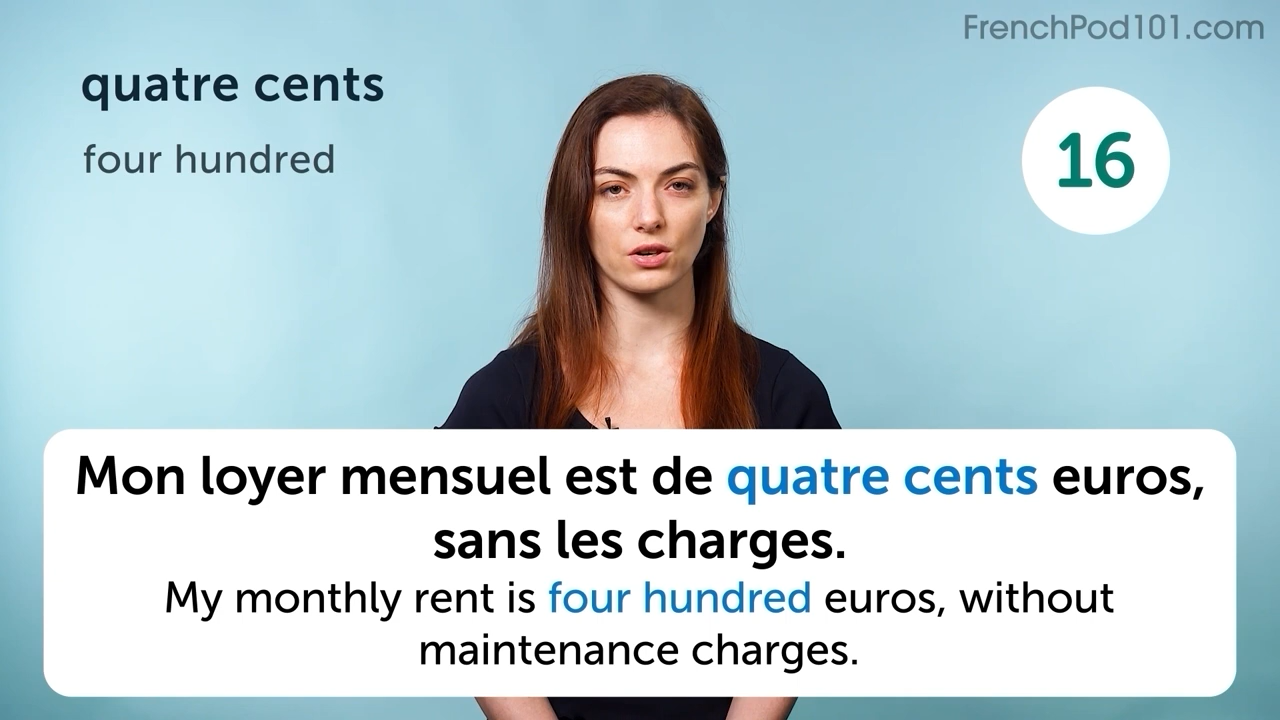 FrenchPod101.com
quatre cents
four hundred
16
Mon loyer mensuel est de quatre cents euros,
sans les charges.
My monthly rent is four hundred euros, without
maintenance charges.